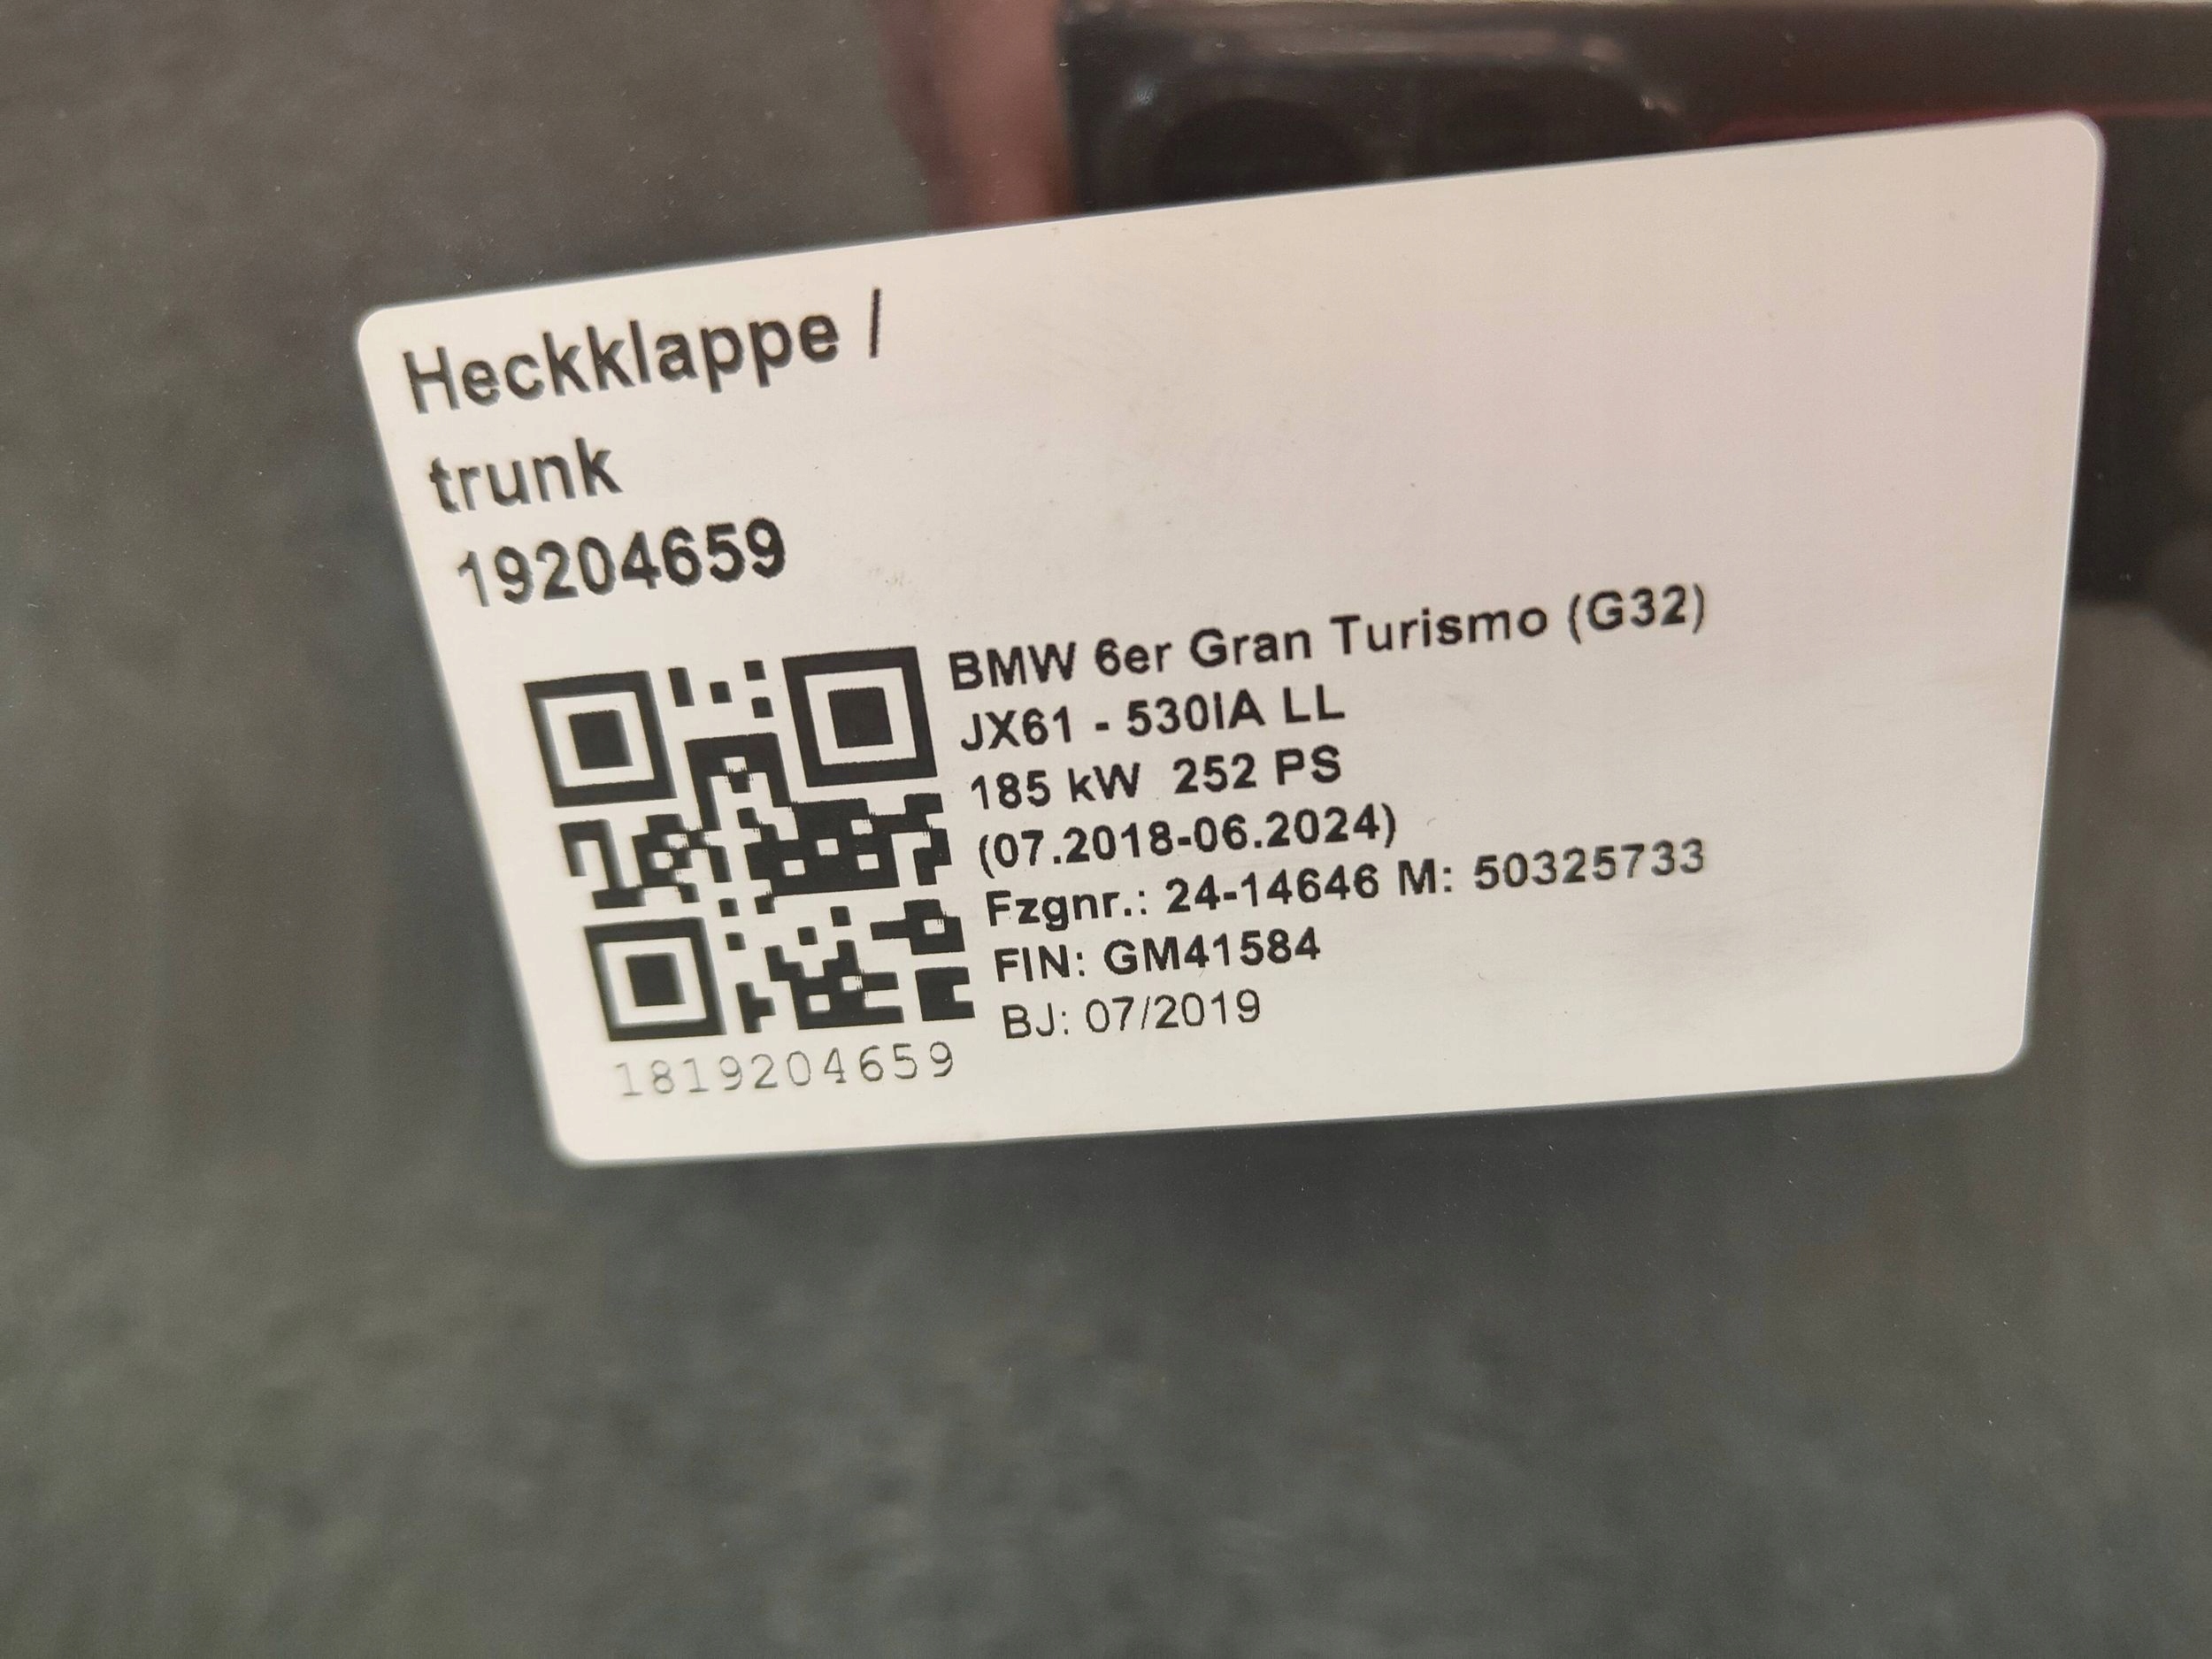 Heckklappe /
trunk
19204659
BMW 6er Gran Turismo (G32)
JX61 - 530iA LL
185 kW 252 PS
(07.2018-06.2024)
Fzgnr.: 24-14646 M: 50325733
FIN: GM41584
BJ: 07/2019
1819204659